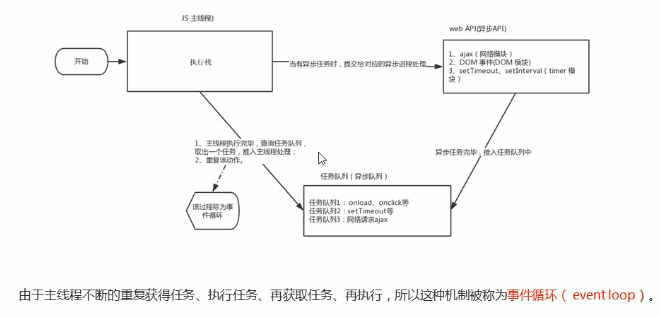 JS 主线程)
web API(异步API)
开始
执行栈
当有异步任务时，提交给对应的异步进程处理
1、ajax（网络模块）
2、DOM 事件(DOM 模块)
3、setTimeout、setInterval（timer 模
块）
1、主线程执行完毕，查询任务队列，
取出一个任务，推入主线程处理；
2、重复该动作。
异步任务完毕，推入任务队列中
该过程称为事
件循环
任务队列（异步队列）
任务队列1：onload、onclick等
任务队列2：setTimeout等
任务队列3：网络请求ajax
由于主线程不断的重复获得任务、执行任务、再获取任务、再执行，所以这种机制被称为事件循环（ event loop）。